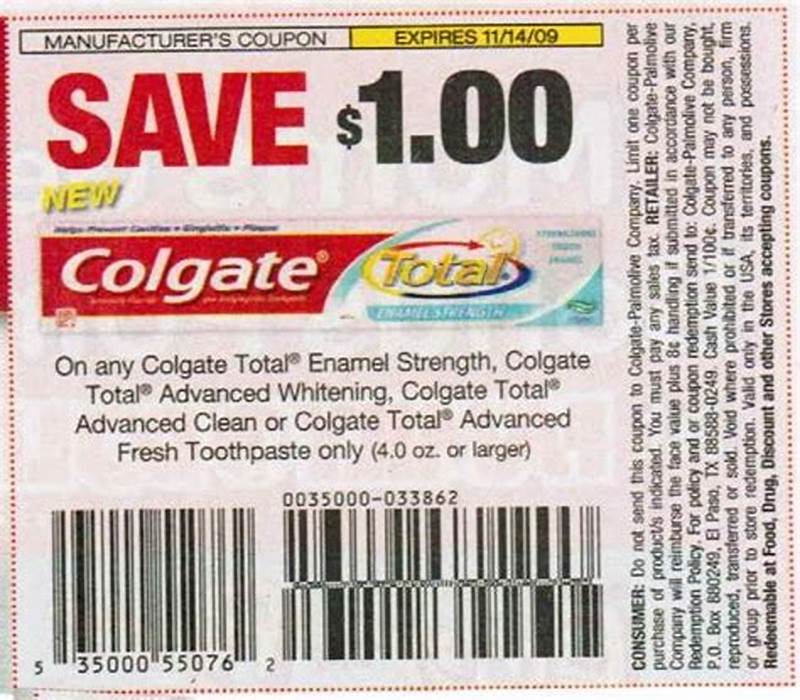 MANUFACTURER'S COUPON EXPIRES 11/14/09
SAVE $1.00
NEW
Helps Prevent Cavities • Gingivitis • Plaque
Colgate® Total®
STRENGTHENS
TOOTH
ENAMEL
ENAMEL STRENGTH
On any Colgate Total® Enamel Strength, Colgate
Total® Advanced Whitening, Colgate Total®
Advanced Clean or Colgate Total® Advanced
Fresh Toothpaste only (4.0 oz. or larger)
0035000-033862
5 35000 55076 2
CONSUMER: Do not send this coupon to Colgate-Palmolive Company. Limit one coupon per
purchase of product/s indicated. You must pay any sales tax. RETAILER: Colgate-Palmolive
Company will reimburse the face value plus 8¢ handling if submitted in accordance with our
Redemption Policy, For policy and or coupon redemption send to: Colgate-Palmolive Company,
P.O. Box 880249, El Paso, TX 88588-0249. Cash Value 1/100¢. Coupon may not be bought,
reproduced, transferred or sold. Void where prohibited or if transferred to any person, firm
or group prior to store redemption. Valid only in the USA, its territories, and possessions.
Redeemable at Food, Drug, Discount and other Stores accepting coupons.